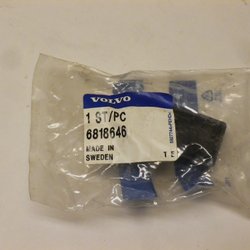 VOLVO
1 ST/PC
6818646
MADE IN
SWEDEN